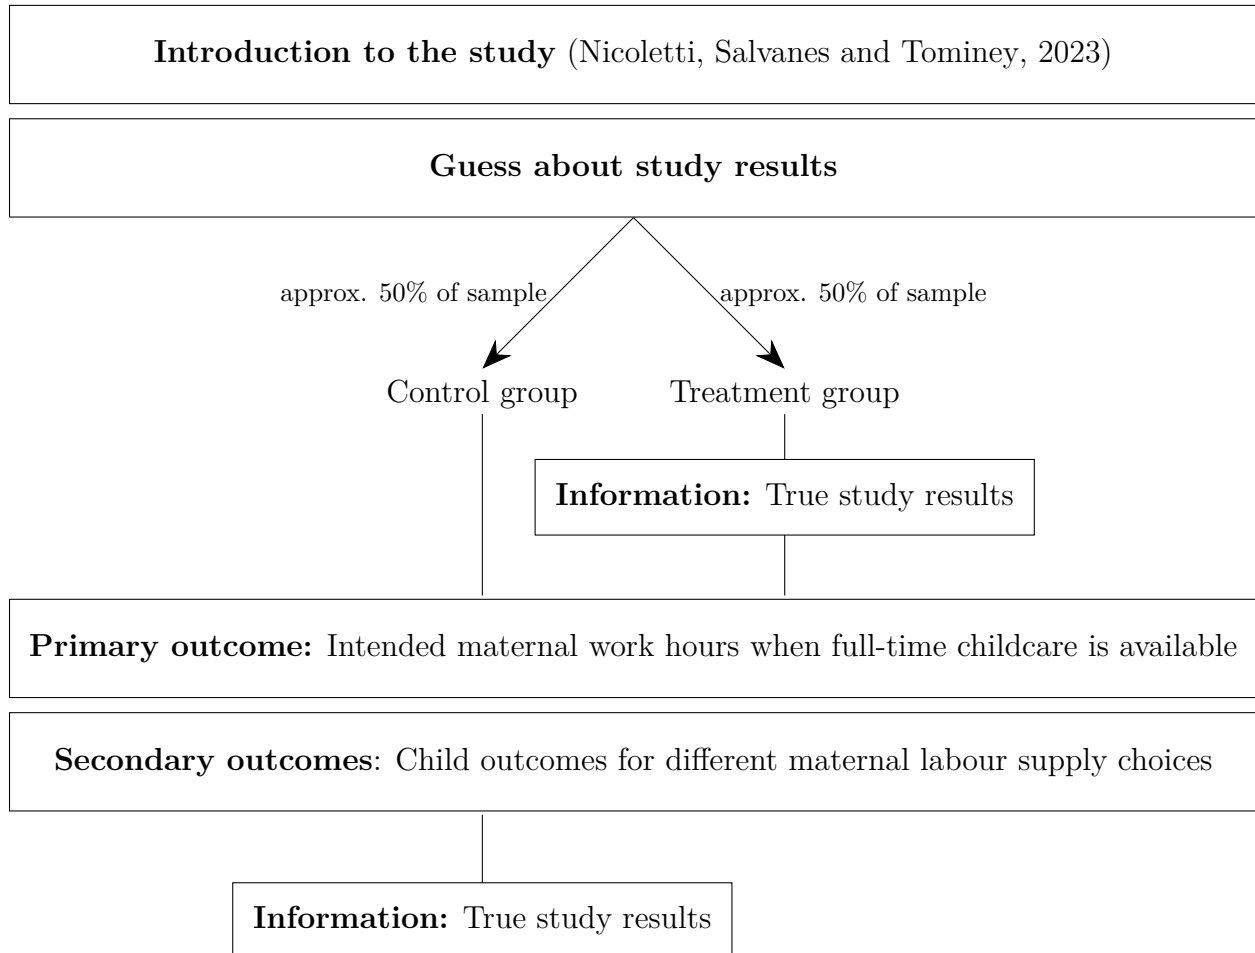 Introduction to the study (Nicoletti, Salvanes and Tominey, 2023)
Guess about study results
approx. 50% of sample
approx. 50% of sample
Control group
Treatment group
Information: True study results
Primary outcome: Intended maternal work hours when full-time childcare is available
Secondary outcomes: Child outcomes for different maternal labour supply choices
Information: True study results